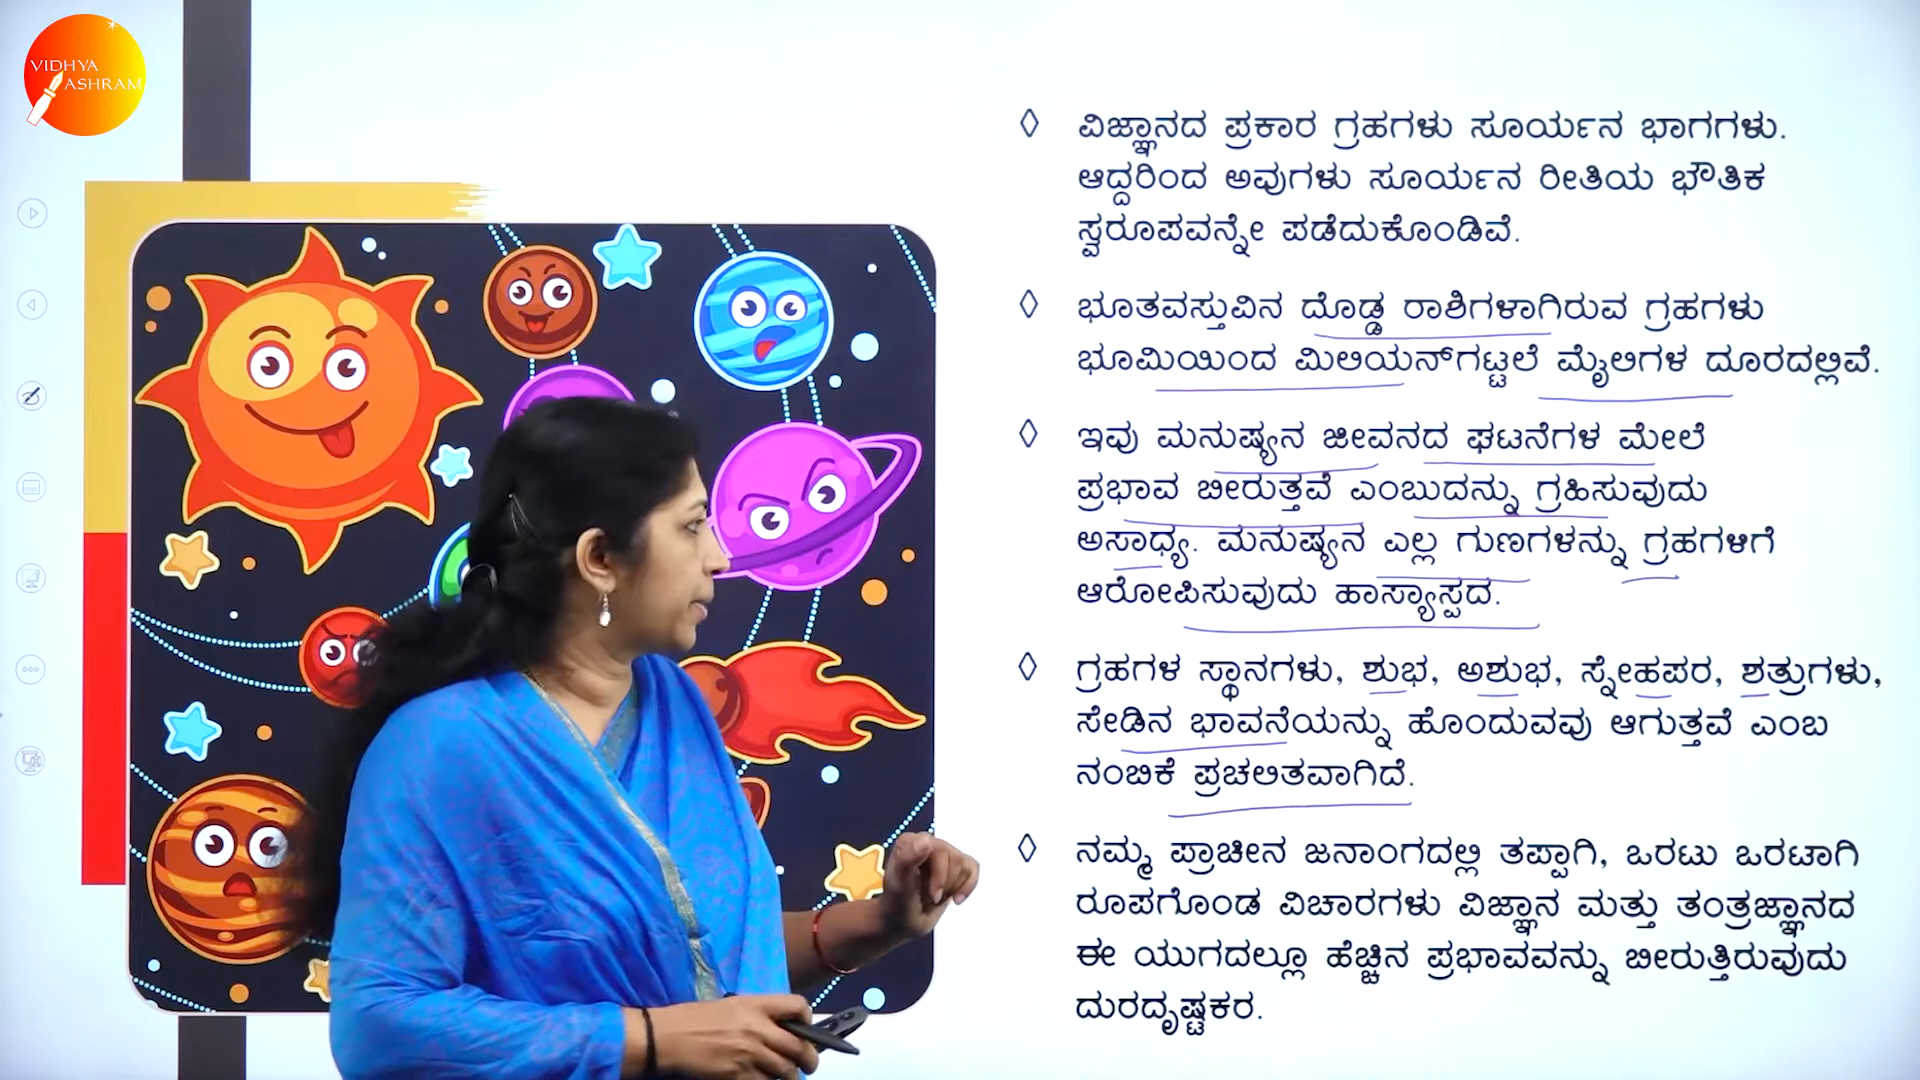 VIDHYA
ASHRAM
◊ ವಿಜ್ಞಾನದ ಪ್ರಕಾರ ಗ್ರಹಗಳು ಸೂರ್ಯನ ಭಾಗಗಳು.
ಆದ್ದರಿಂದ ಅವುಗಳು ಸೂರ್ಯನ ರೀತಿಯ ಭೌತಿಕ
ಸ್ವರೂಪವನ್ನೇ ಪಡೆದುಕೊಂಡಿವೆ.
◊ ಭೂತವಸ್ತುವಿನ ದೊಡ್ಡ ರಾಶಿಗಳಾಗಿರುವ ಗ್ರಹಗಳು
ಭೂಮಿಯಿಂದ ಮಿಲಿಯನ್‌ಗಟ್ಟಲೆ ಮೈಲಿಗಳ ದೂರದಲ್ಲಿವೆ.
◊ ಇವು ಮನುಷ್ಯನ ಜೀವನದ ಘಟನೆಗಳ ಮೇಲೆ
ಪ್ರಭಾವ ಬೀರುತ್ತವೆ ಎಂಬುದನ್ನು ಗ್ರಹಿಸುವುದು
ಅಸಾಧ್ಯ. ಮನುಷ್ಯನ ಎಲ್ಲ ಗುಣಗಳನ್ನು ಗ್ರಹಗಳಿಗೆ
ಆರೋಪಿಸುವುದು ಹಾಸ್ಯಾಸ್ಪದ.
◊ ಗ್ರಹಗಳ ಸ್ಥಾನಗಳು, ಶುಭ, ಅಶುಭ, ಸ್ನೇಹಪರ, ಶತ್ರುಗಳು,
ಸೇಡಿನ ಭಾವನೆಯನ್ನು ಹೊಂದುವವು ಆಗುತ್ತವೆ ಎಂಬ
ನಂಬಿಕೆ ಪ್ರಚಲಿತವಾಗಿದೆ.
◊ ನಮ್ಮ ಪ್ರಾಚೀನ ಜನಾಂಗದಲ್ಲಿ ತಪ್ಪಾಗಿ, ಒರಟು ಒರಟಾಗಿ
ರೂಪಗೊಂಡ ವಿಚಾರಗಳು ವಿಜ್ಞಾನ ಮತ್ತು ತಂತ್ರಜ್ಞಾನದ
ಈ ಯುಗದಲ್ಲೂ ಹೆಚ್ಚಿನ ಪ್ರಭಾವವನ್ನು ಬೀರುತ್ತಿರುವುದು
ದುರದೃಷ್ಟಕರ.